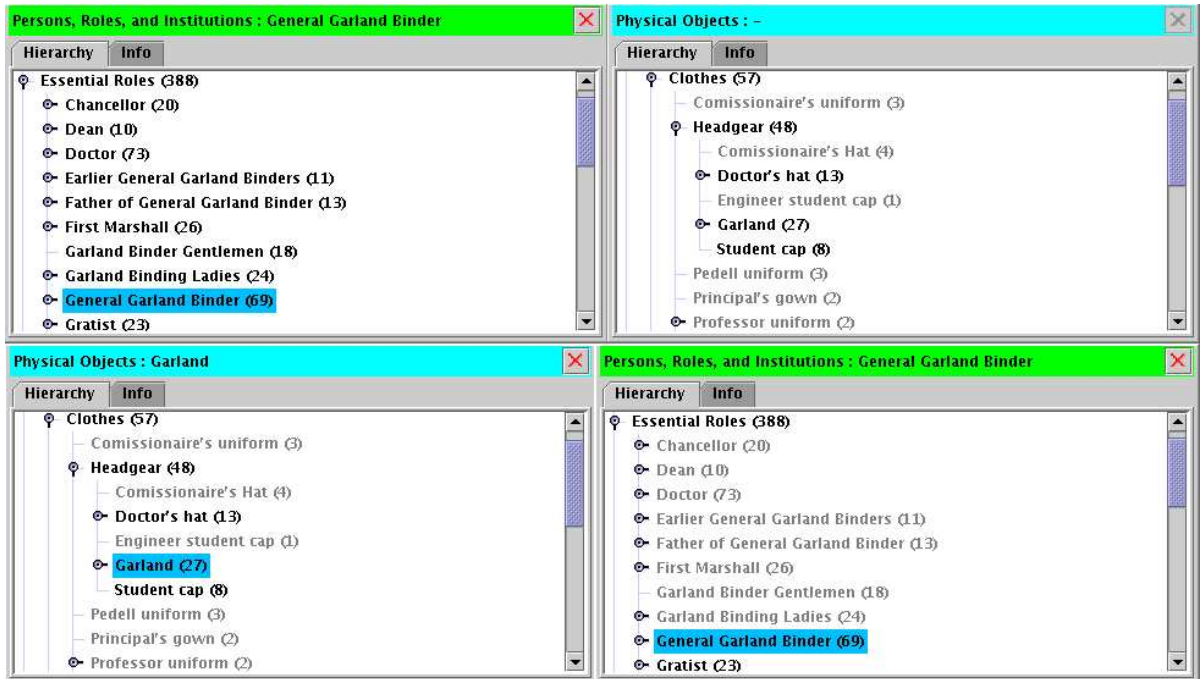 Persons, Roles, and Institutions : General Garland Binder
Hierarchy Info
Essential Roles (388)
Chancellor (20)
Dean (10)
Doctor (73)
Earlier General Garland Binders (11)
Father of General Garland Binder (13)
First Marshall (26)
Garland Binder Gentlemen (18)
Garland Binding Ladies (24)
General Garland Binder (69)
Gratist (23)
Physical Objects : -
Hierarchy Info
Clothes (57)
Comissionaire's uniform (3)
Headgear (48)
Comissionaire's Hat (4)
Doctor's hat (13)
Engineer student cap (1)
Garland (27)
Student cap (8)
Pedell uniform (3)
Principal's gown (2)
Professor uniform (2)
Physical Objects : Garland
Hierarchy Info
Clothes (57)
Comissionaire's uniform (3)
Headgear (48)
Comissionaire's Hat (4)
Doctor's hat (13)
Engineer student cap (1)
Garland (27)
Student cap (8)
Pedell uniform (3)
Principal's gown (2)
Professor uniform (2)
Persons, Roles, and Institutions : General Garland Binder
Hierarchy Info
Essential Roles (388)
Chancellor (20)
Dean (10)
Doctor (73)
Earlier General Garland Binders (11)
Father of General Garland Binder (13)
First Marshall (26)
Garland Binder Gentlemen (18)
Garland Binding Ladies (24)
General Garland Binder (69)
Gratist (23)